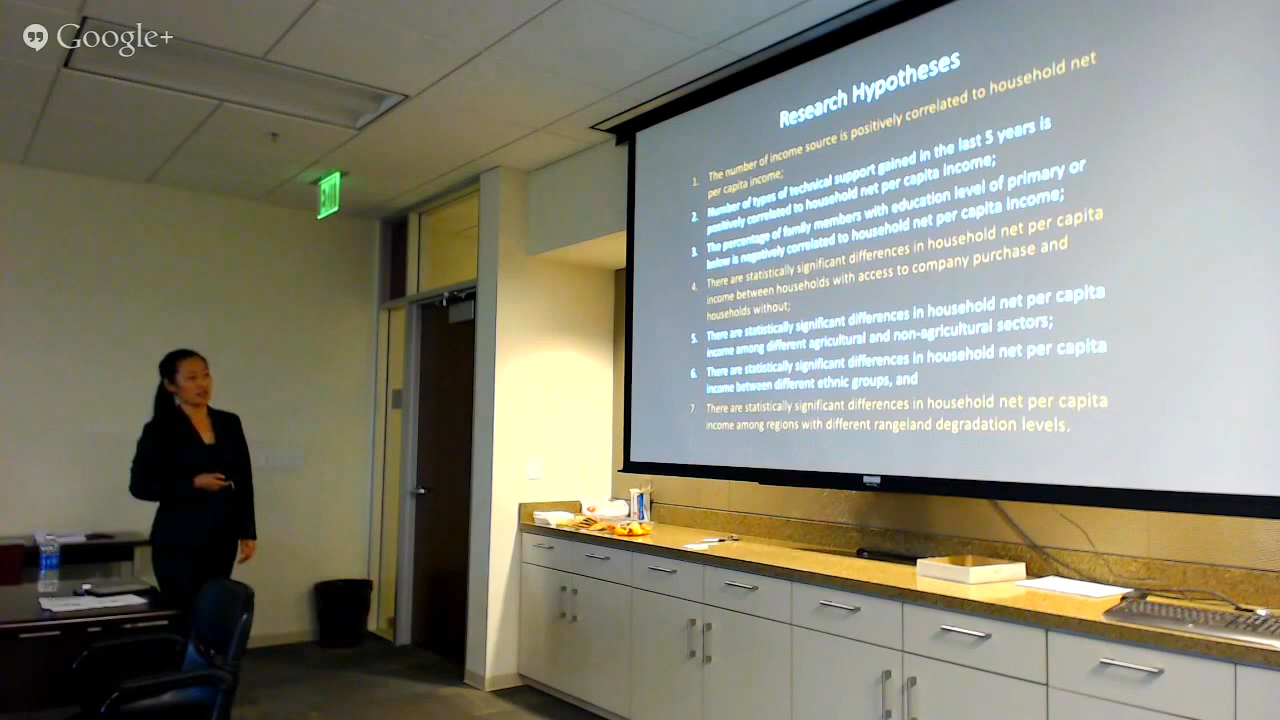 Google+
EXIT
Research Hypotheses
1. The number of income source is positively correlated to household net
per capita income;
2. Number of types of technical support gained in the last 5 years is
positively correlated to household net per capita income;
3. The percentage of family members with education level of primary or
below is negatively correlated to household net per capita income;
4. There are statistically significant differences in household net per capita
income between households with access to company purchase and
households without;
5. There are statistically significant differences in household net per capita
income among different agricultural and non-agricultural sectors;
6. There are statistically significant differences in household net per capita
income between different ethnic groups, and
7. There are statistically significant differences in household net per capita
income among regions with different rangeland degradation levels.